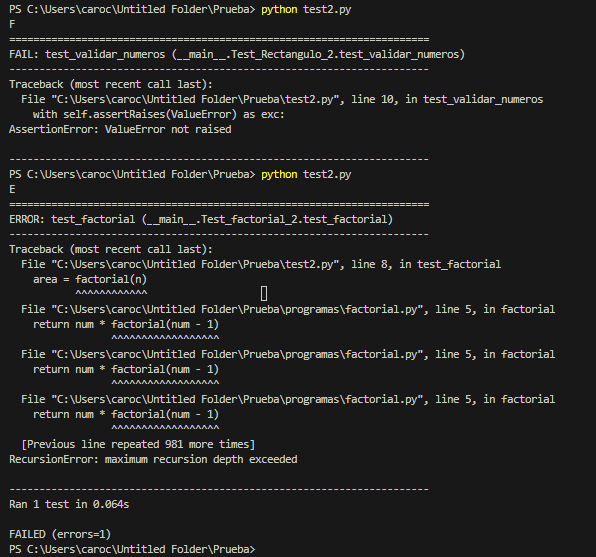 PS C:\Users\caroc\Untitled Folder\Prueba> python test2.py
F
======================================================================
FAIL: test_validar_numeros (__main__.Test_Rectangulo_2.test_validar_numeros)
----------------------------------------------------------------------
Traceback (most recent call last):
  File "C:\Users\caroc\Untitled Folder\Prueba\test2.py", line 10, in test_validar_numeros
    with self.assertRaises(ValueError) as exc:
AssertionError: ValueError not raised

----------------------------------------------------------------------
PS C:\Users\caroc\Untitled Folder\Prueba> python test2.py
E
======================================================================
ERROR: test_factorial (__main__.Test_factorial_2.test_factorial)
----------------------------------------------------------------------
Traceback (most recent call last):
  File "C:\Users\caroc\Untitled Folder\Prueba\test2.py", line 8, in test_factorial
    area = factorial(n)
           ^^^^^^^^^^^^
  File "C:\Users\caroc\Untitled Folder\Prueba\programas\factorial.py", line 5, in factorial
    return num * factorial(num - 1)
                 ^^^^^^^^^^^^^^^^^^
  File "C:\Users\caroc\Untitled Folder\Prueba\programas\factorial.py", line 5, in factorial
    return num * factorial(num - 1)
                 ^^^^^^^^^^^^^^^^^^
  File "C:\Users\caroc\Untitled Folder\Prueba\programas\factorial.py", line 5, in factorial
    return num * factorial(num - 1)
                 ^^^^^^^^^^^^^^^^^^
  [Previous line repeated 981 more times]
RecursionError: maximum recursion depth exceeded

----------------------------------------------------------------------
Ran 1 test in 0.064s

FAILED (errors=1)
PS C:\Users\caroc\Untitled Folder\Prueba>